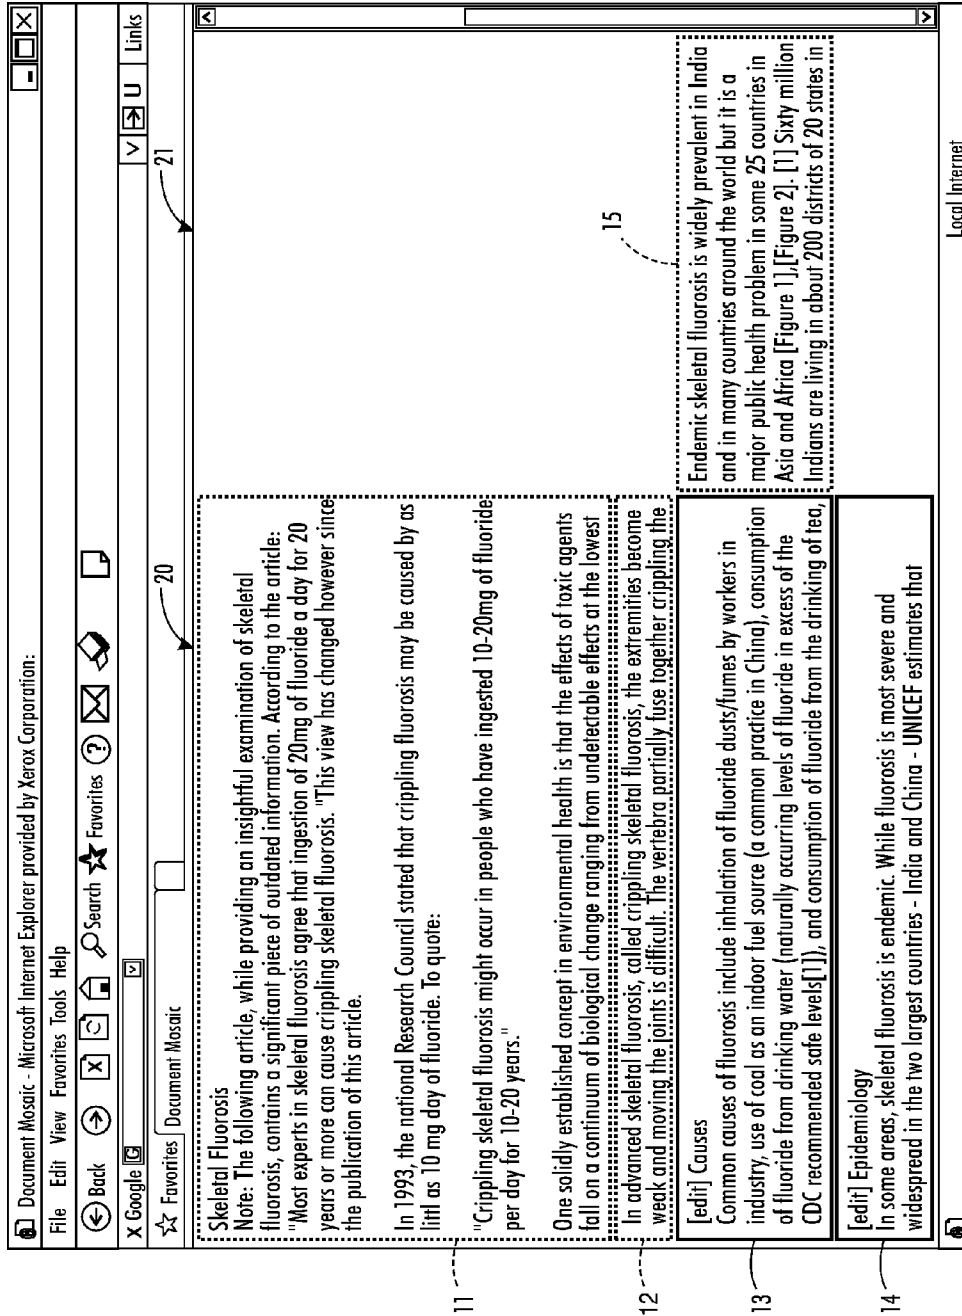 Document Mosaic - Microsoft Internet Explorer provided by Xerox Corporation:
File Edit View Favorites Tools Help
Back X Search Favorites ?
X Google G V V U Links
Favorites Document Mosaic
20
21
Skeletal Fluorosis
Note: The following article, while providing an insightful examination of skeletal
fluorosis, contains a significant piece of outdated information. According to the article:
"Most experts in skeletal fluorosis agree that ingestion of 20mg of fluoride a day for 20
years or more can cause crippling skeletal fluorosis. "This view has changed however since
the publication of this article.
In 1993, the national Research Council stated that crippling fluorosis may be caused by as
littl as 10 mg day of fluoride. To quote:
"Crippling skeletal fluorosis might occur in people who have ingested 10-20mg of fluoride
per day for 10-20 years."
One solidly established concept in environmental health is that the effects of toxic agents
fall on a continuum of biological change ranging from undetectable effects at the lowest
11
In advanced skeletal fluorosis, called crippling skeletal fluorosis, the extremities become
weak and moving the joints is difficult. The vertebra partially fuse together crippling the
12
[edit] Causes
Common causes of fluorosis include inhalation of fluoride dusts/fumes by workers in
industry, use of coal as an indoor fuel source (a common practice in China), consumption
of fluoride from drinking water (naturally occurring levels of fluoride in excess of the
CDC recommended safe levels[1]), and consumption of fluoride from the drinking of tea,
13
15
Endemic skeletal fluorosis is widely prevalent in India
and in many countries around the world but it is a
major public health problem in some 25 countries in
Asia and Africa [Figure 1],[Figure 2]. [1] Sixty million
Indians are living in about 200 districts of 20 states in
[edit] Epidemiology
In some areas, skeletal fluorosis is endemic. While fluorosis is most severe and
widespread in the two largest countries - India and China - UNICEF estimates that
14
Local Internet